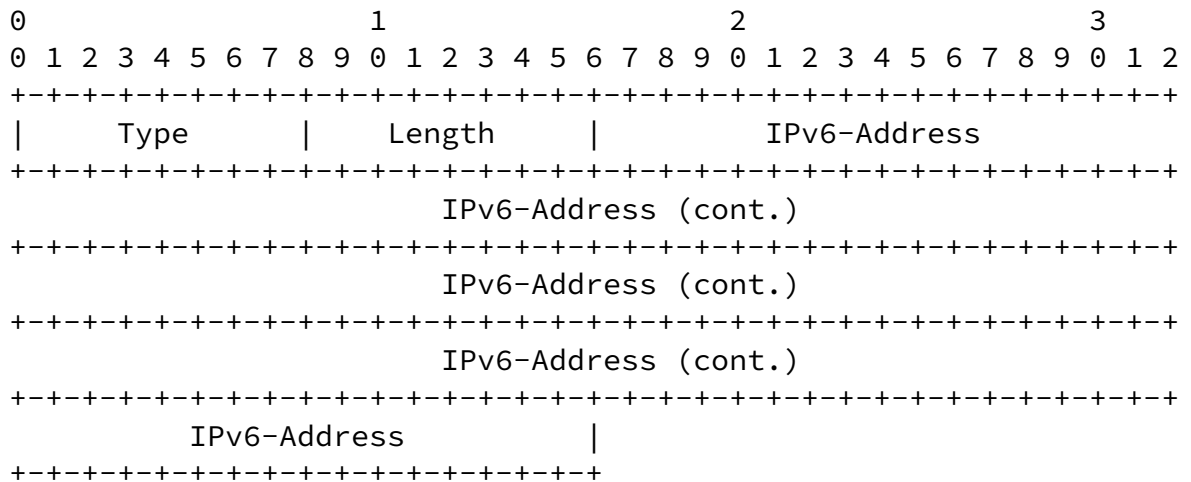 0                   1                   2                   3
0 1 2 3 4 5 6 7 8 9 0 1 2 3 4 5 6 7 8 9 0 1 2 3 4 5 6 7 8 9 0 1 2
+-+-+-+-+-+-+-+-+-+-+-+-+-+-+-+-+-+-+-+-+-+-+-+-+-+-+-+-+-+-+-+-+
|     Type      |    Length     |         IPv6-Address
+-+-+-+-+-+-+-+-+-+-+-+-+-+-+-+-+-+-+-+-+-+-+-+-+-+-+-+-+-+-+-+-+
                        IPv6-Address (cont.)
+-+-+-+-+-+-+-+-+-+-+-+-+-+-+-+-+-+-+-+-+-+-+-+-+-+-+-+-+-+-+-+-+
                        IPv6-Address (cont.)
+-+-+-+-+-+-+-+-+-+-+-+-+-+-+-+-+-+-+-+-+-+-+-+-+-+-+-+-+-+-+-+-+
                        IPv6-Address (cont.)
+-+-+-+-+-+-+-+-+-+-+-+-+-+-+-+-+-+-+-+-+-+-+-+-+-+-+-+-+-+-+-+-+
          IPv6-Address          |
+-+-+-+-+-+-+-+-+-+-+-+-+-+-+-+-+